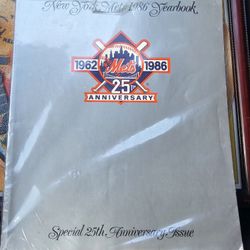 New York Mets 1986 Yearbook
1962 Mets 1986
25th
ANNIVERSARY
Special 25th Anniversary Issue